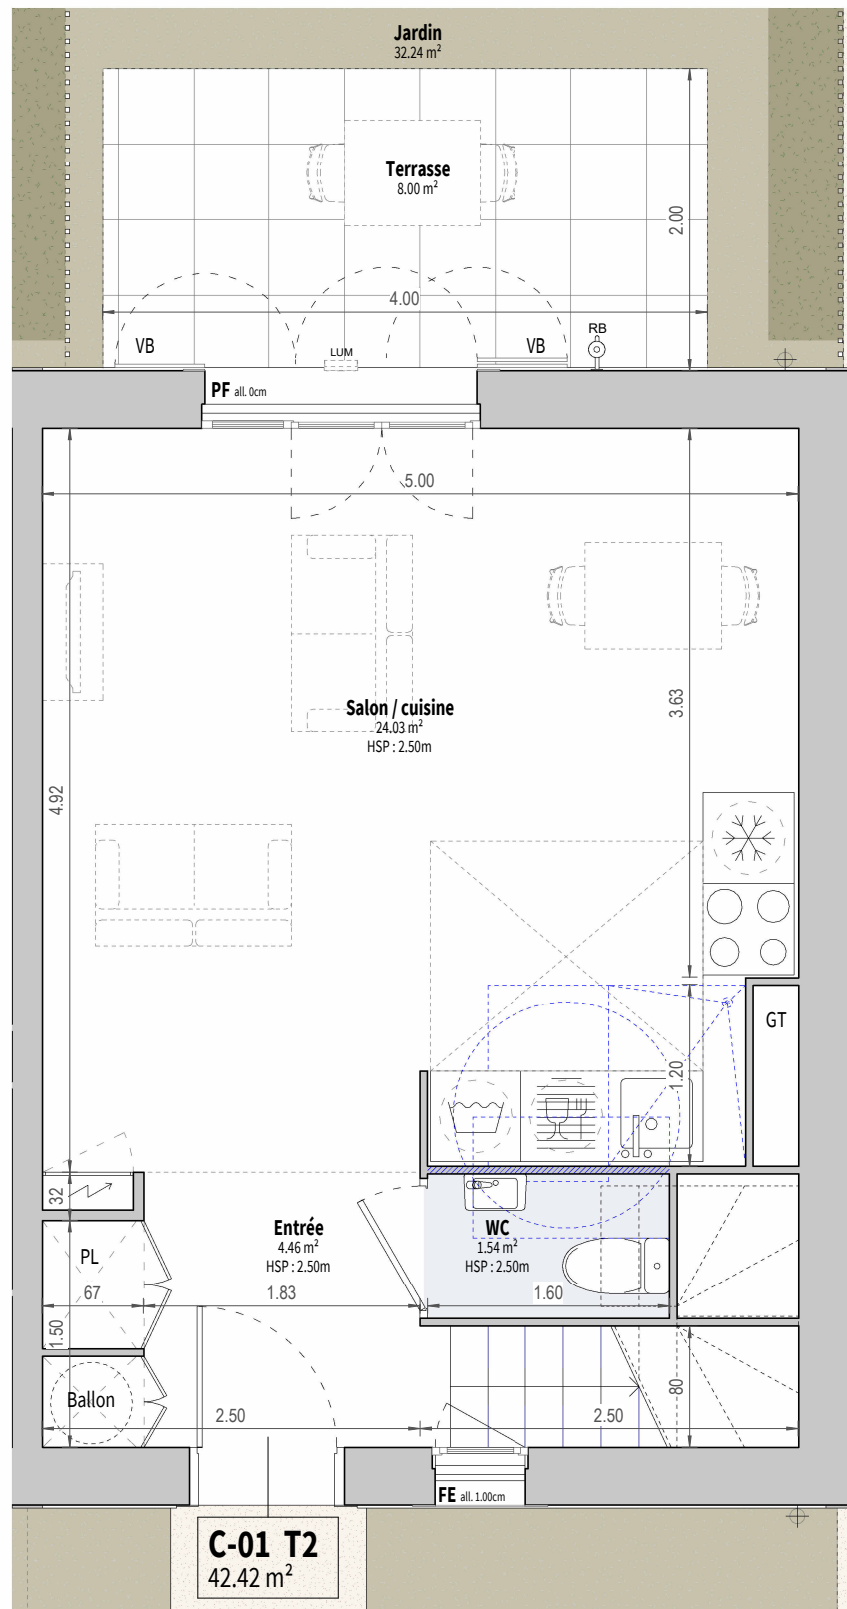 Jardin
32.24 m²
Terrasse
8.00 m²
2.00
4.00
VB
LUM
VB
RB
PF all. 0cm
5.00
3.63
Salon / cuisine
24.03 m²
HSP : 2.50m
4.92
GT
1.20
32
Entrée
4.46 m²
HSP : 2.50m
WC
1.54 m²
HSP : 2.50m
PL
67
1.83
1.60
1.50
Ballon
80
2.50
2.50
FE all. 1.00cm
C-01 T2
42.42 m²